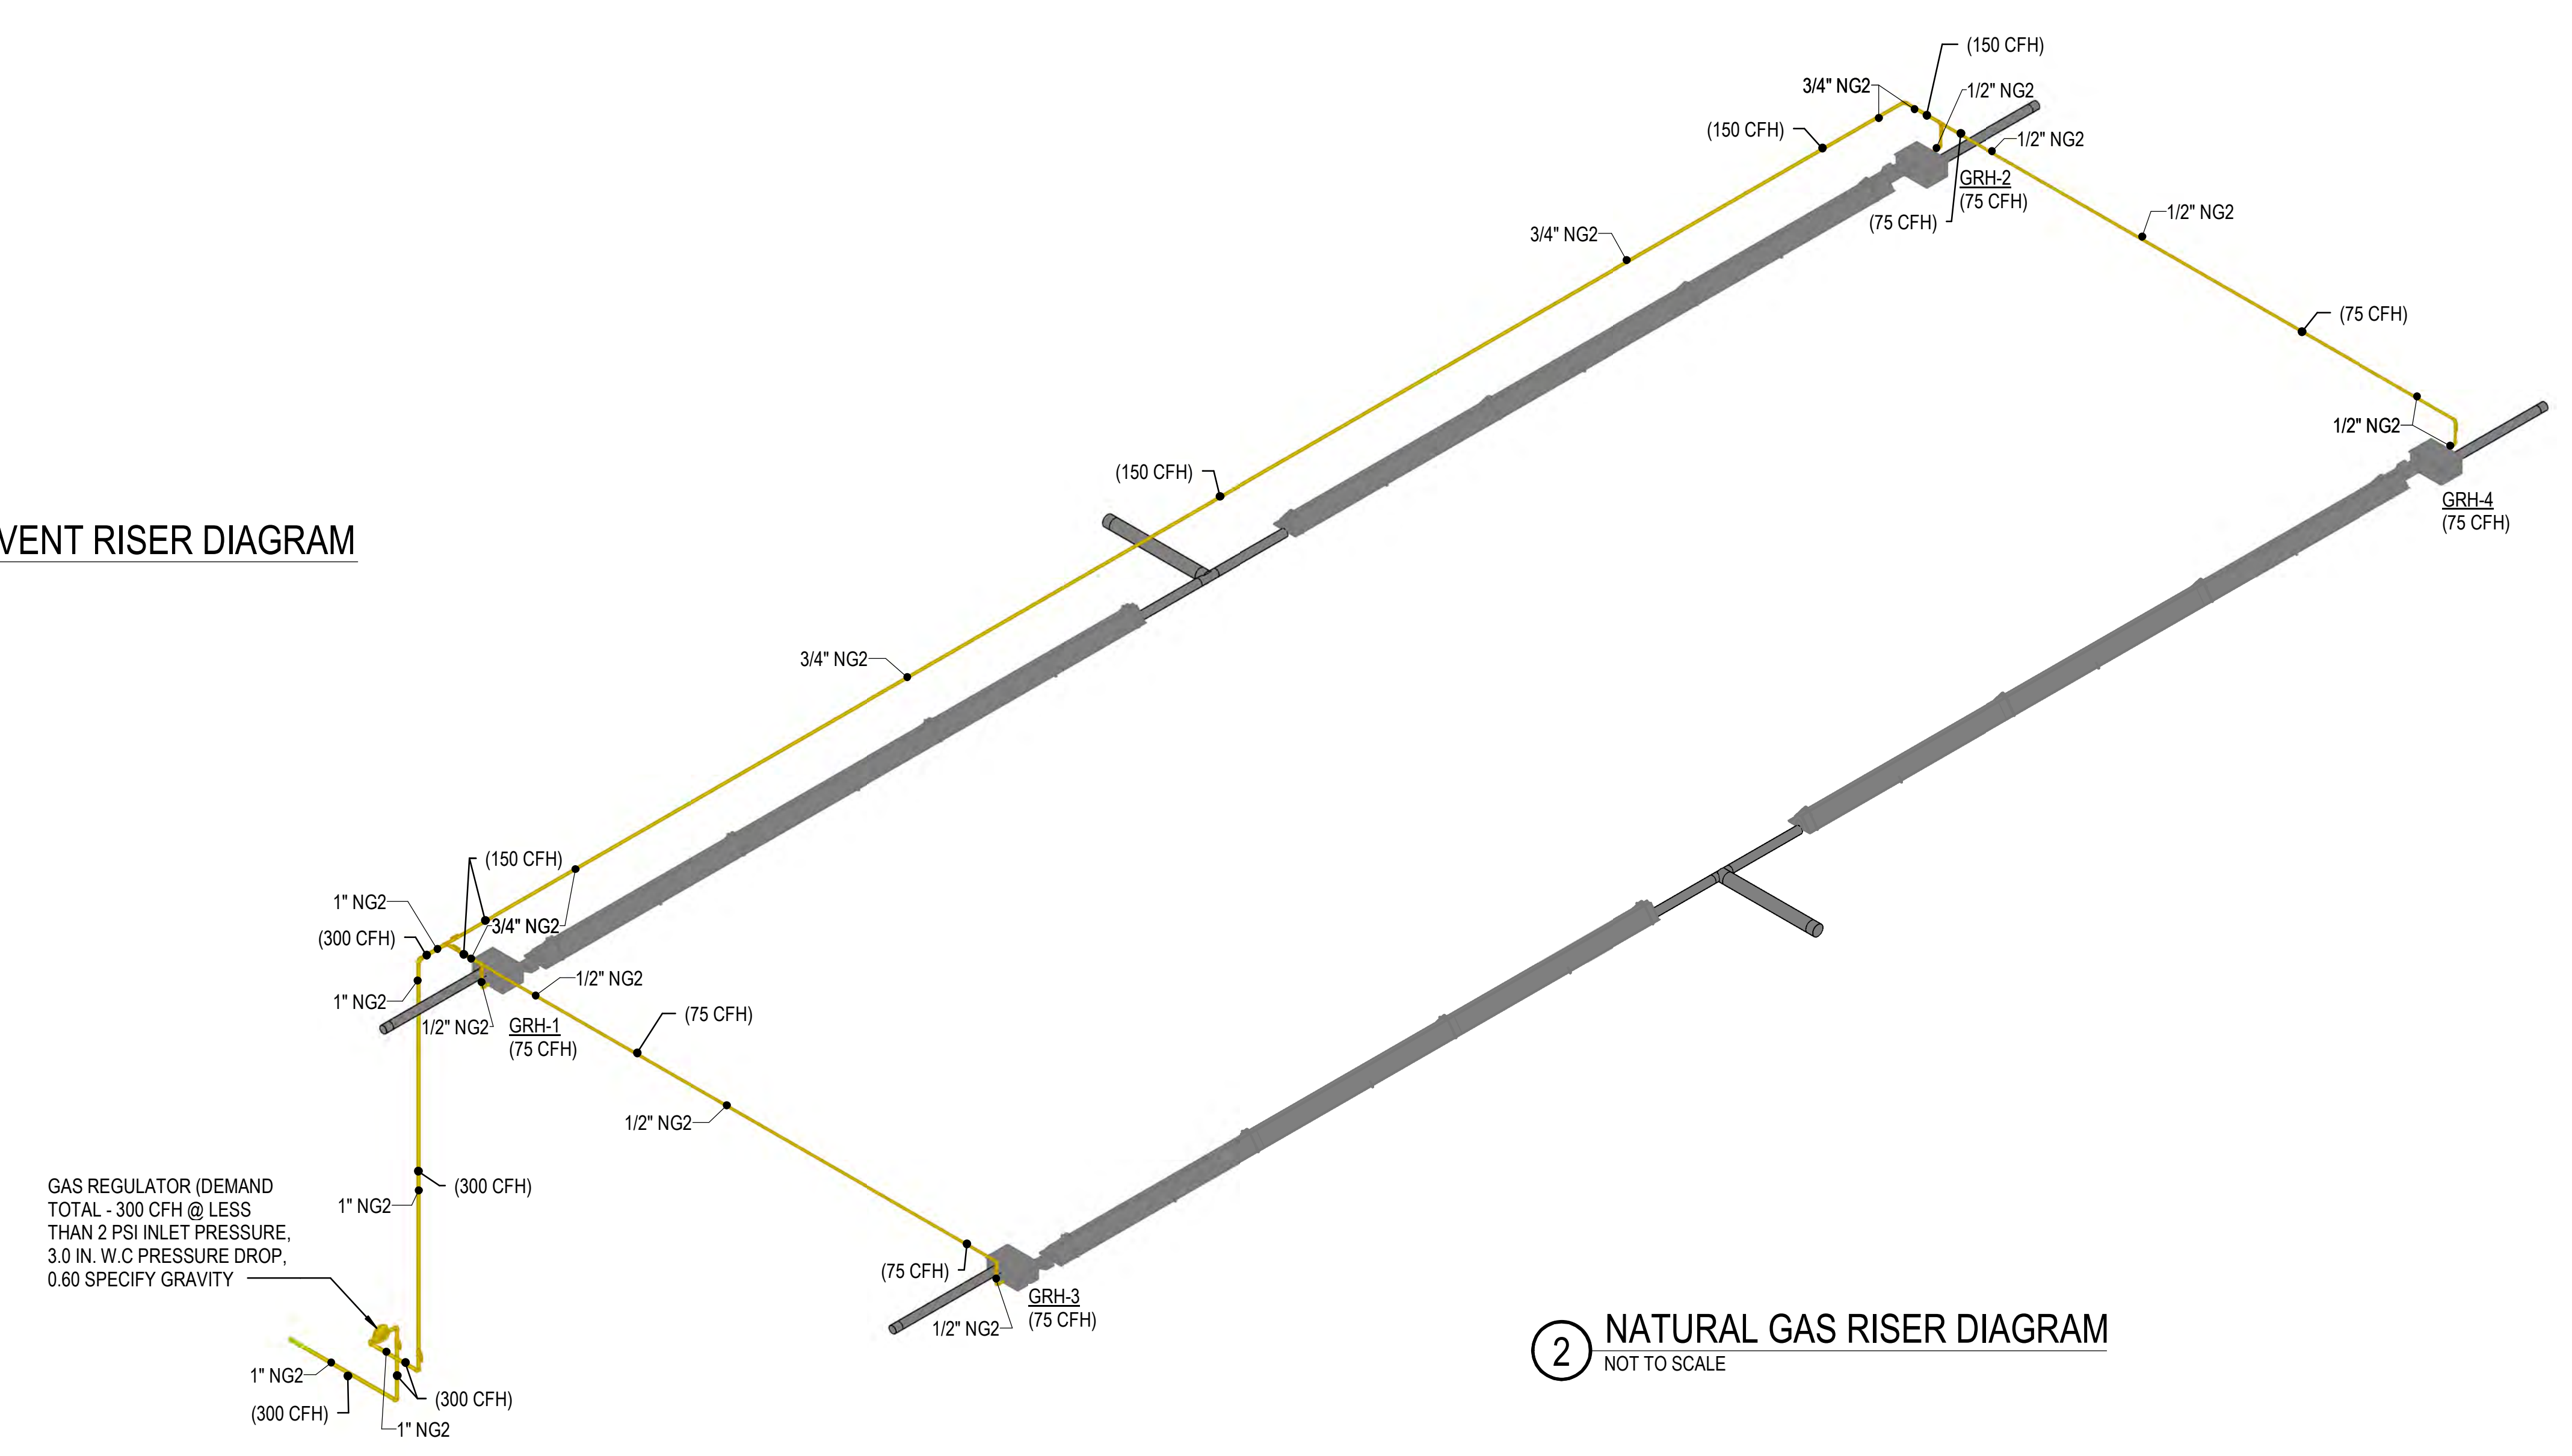 (150 CFH)
3/4" NG2
1/2" NG2
(150 CFH)
1/2" NG2
GRH-2
(75 CFH)
(75 CFH)
1/2" NG2
3/4" NG2
(75 CFH)
1/2" NG2
(150 CFH)
GRH-4
(75 CFH)
VENT RISER DIAGRAM
3/4" NG2
(150 CFH)
1" NG2
3/4" NG2
(300 CFH)
1/2" NG2
1" NG2
(75 CFH)
1/2" NG2
GRH-1
(75 CFH)
1/2" NG2
GAS REGULATOR (DEMAND
TOTAL - 300 CFH @ LESS
THAN 2 PSI INLET PRESSURE,
3.0 IN. W.C PRESSURE DROP,
0.60 SPECIFY GRAVITY
(300 CFH)
1" NG2
(75 CFH)
GRH-3
(75 CFH)
1/2" NG2
1" NG2
(300 CFH)
(300 CFH)
1" NG2
2
NATURAL GAS RISER DIAGRAM
NOT TO SCALE